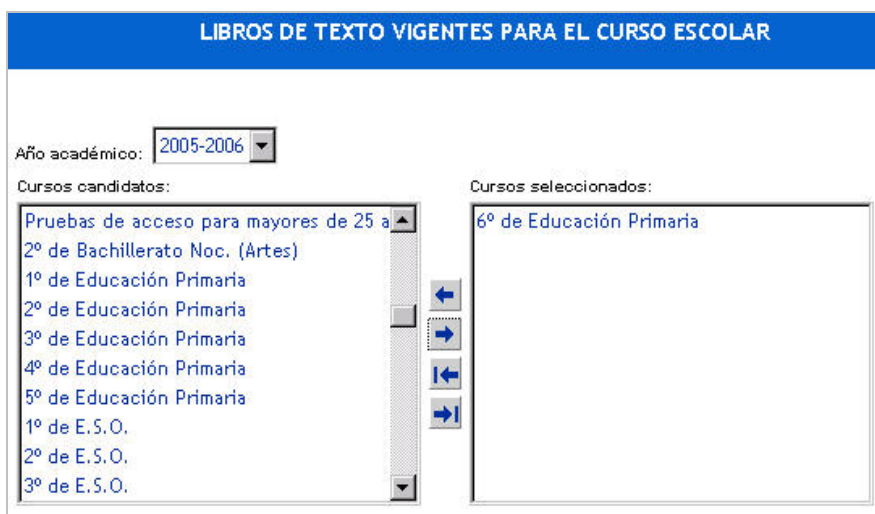 LIBROS DE TEXTO VIGENTES PARA EL CURSO ESCOLAR
Año académico: 2005-2006
Cursos candidatos:
Pruebas de acceso para mayores de 25 a
2º de Bachillerato Noc. (Artes)
1º de Educación Primaria
2º de Educación Primaria
3º de Educación Primaria
4º de Educación Primaria
5º de Educación Primaria
1º de E.S.O.
2º de E.S.O.
3º de E.S.O.
Cursos seleccionados:
6º de Educación Primaria